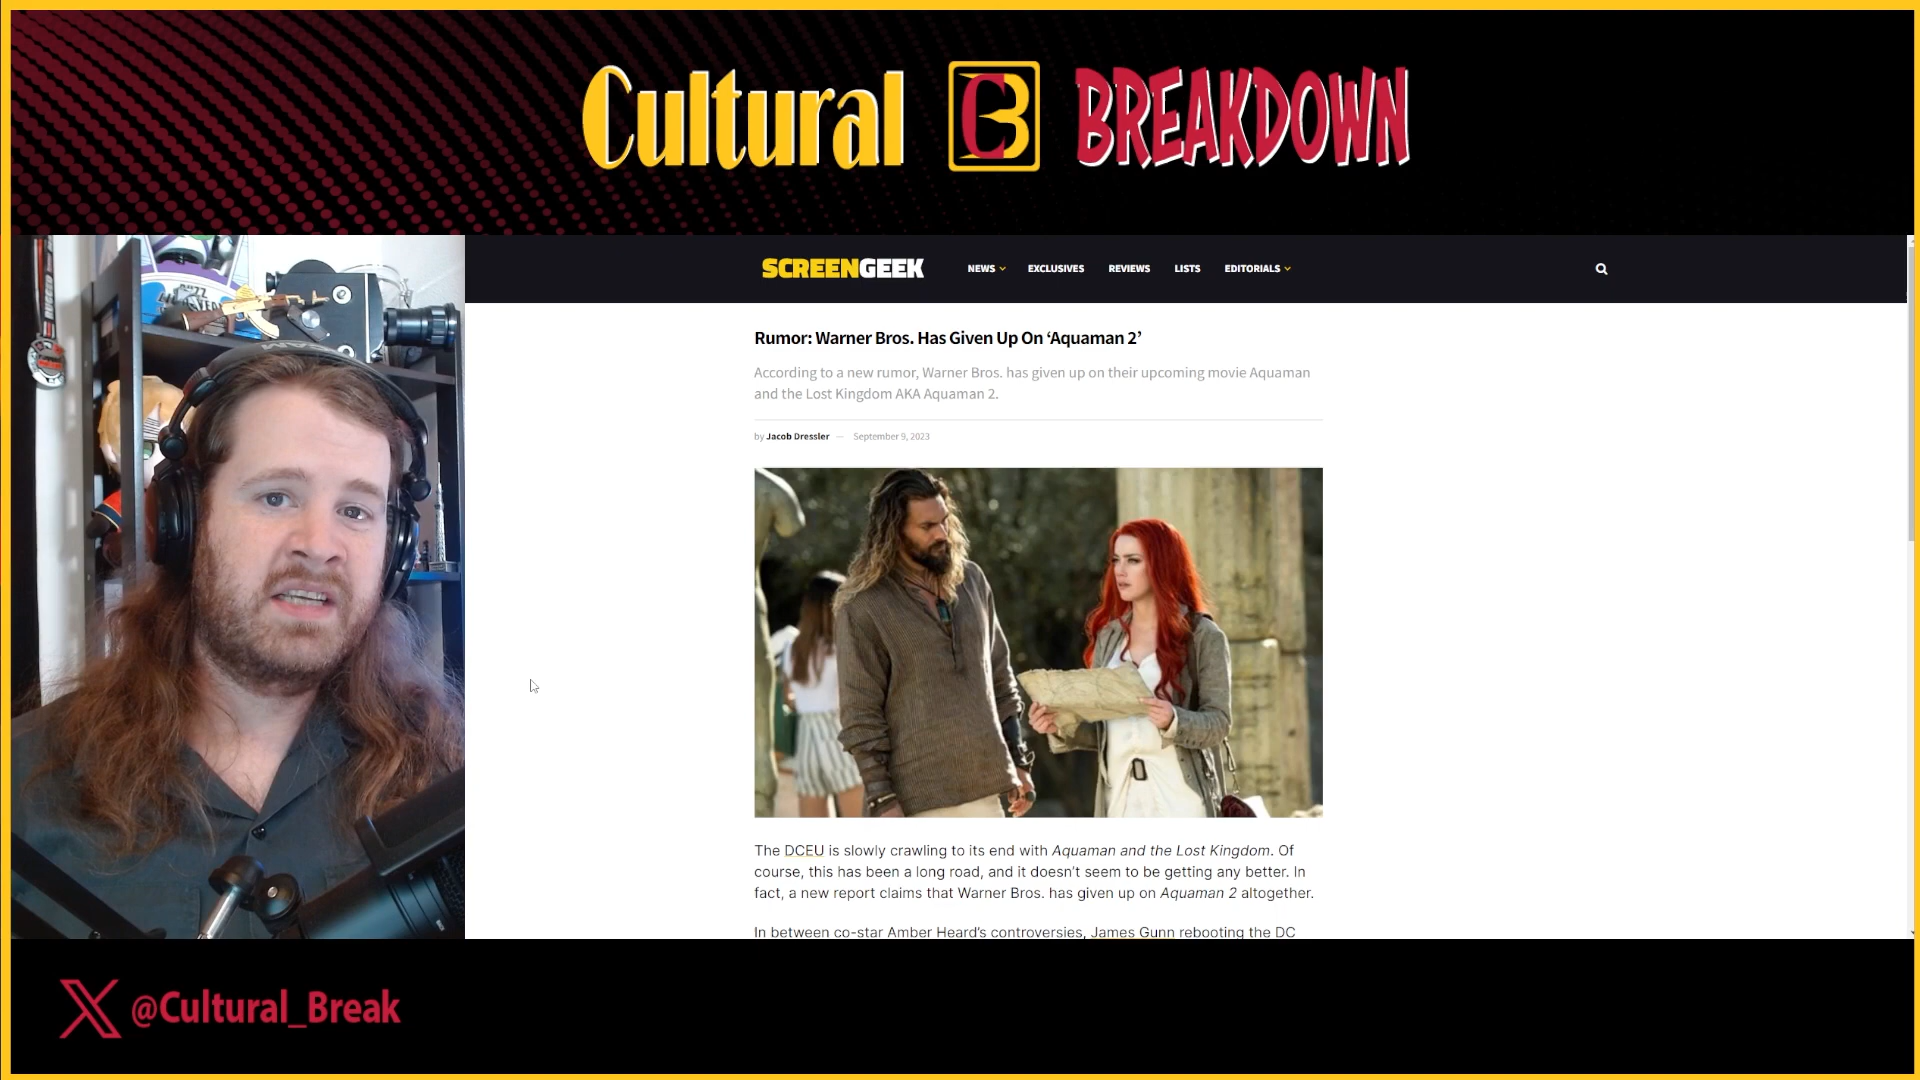 Cultural CB BREAKDOWN
SCREENGEEK NEWS EXCLUSIVES REVIEWS LISTS EDITORIALS
Rumor: Warner Bros. Has Given Up On ‘Aquaman 2’
According to a new rumor, Warner Bros. has given up on their upcoming movie Aquaman
and the Lost Kingdom AKA Aquaman 2.
by Jacob Dressler — September 9, 2023
The DCEU is slowly crawling to its end with Aquaman and the Lost Kingdom. Of
course, this has been a long road, and it doesn’t seem to be getting any better. In
fact, a new report claims that Warner Bros. has given up on Aquaman 2 altogether.
In between co-star Amber Heard’s controversies, James Gunn rebooting the DC
X @Cultural_Break